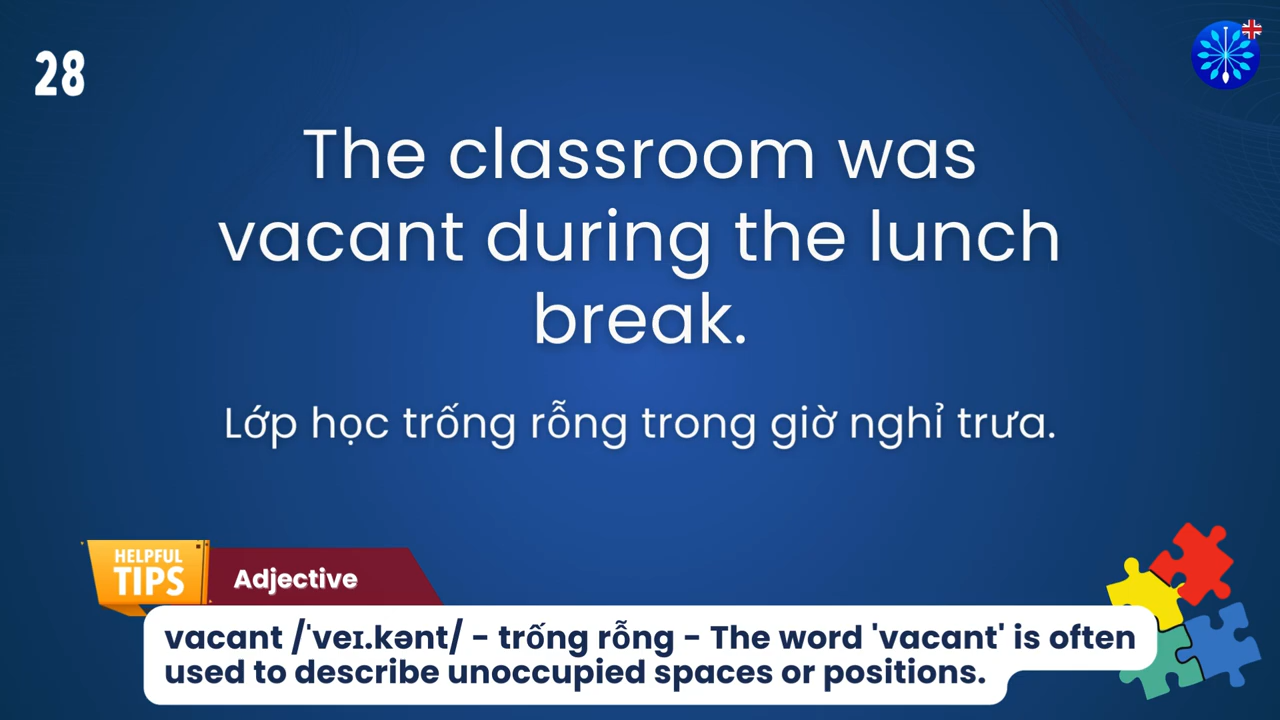 28
The classroom was
vacant during the lunch
break.
Lớp học trống rỗng trong giờ nghỉ trưa.
HELPFUL
TIPS
Adjective
vacant /ˈveɪ.kənt/ - trống rỗng - The word 'vacant' is often
used to describe unoccupied spaces or positions.